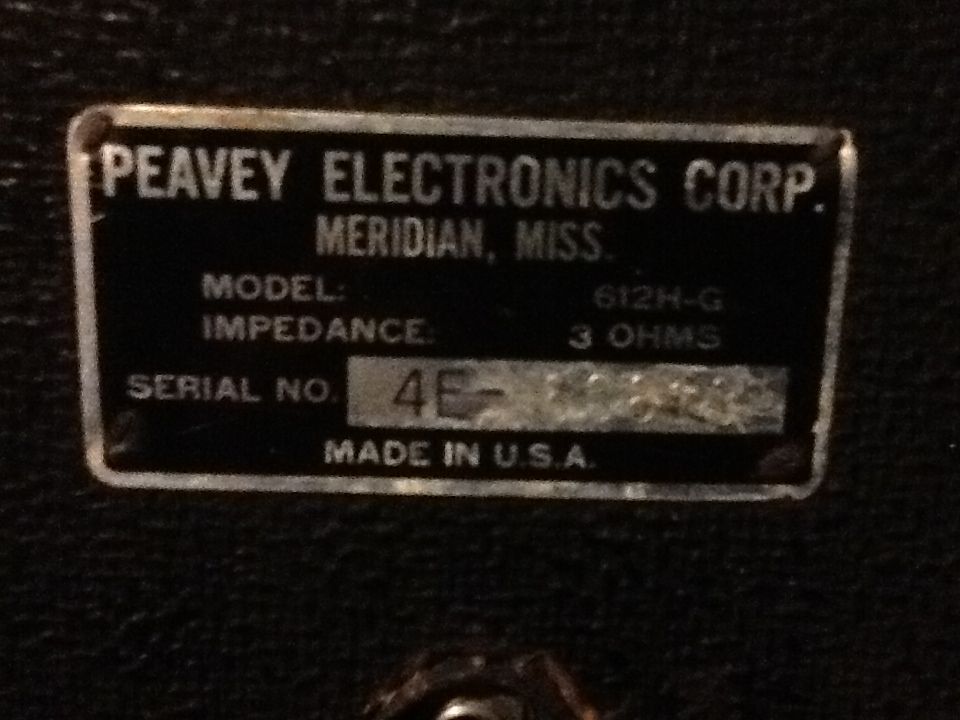 PEAVEY ELECTRONICS CORP.
MERIDIAN, MISS.
MODEL: 612H-G
IMPEDANCE: 3 OHMS
SERIAL NO. 4E-
MADE IN U.S.A.